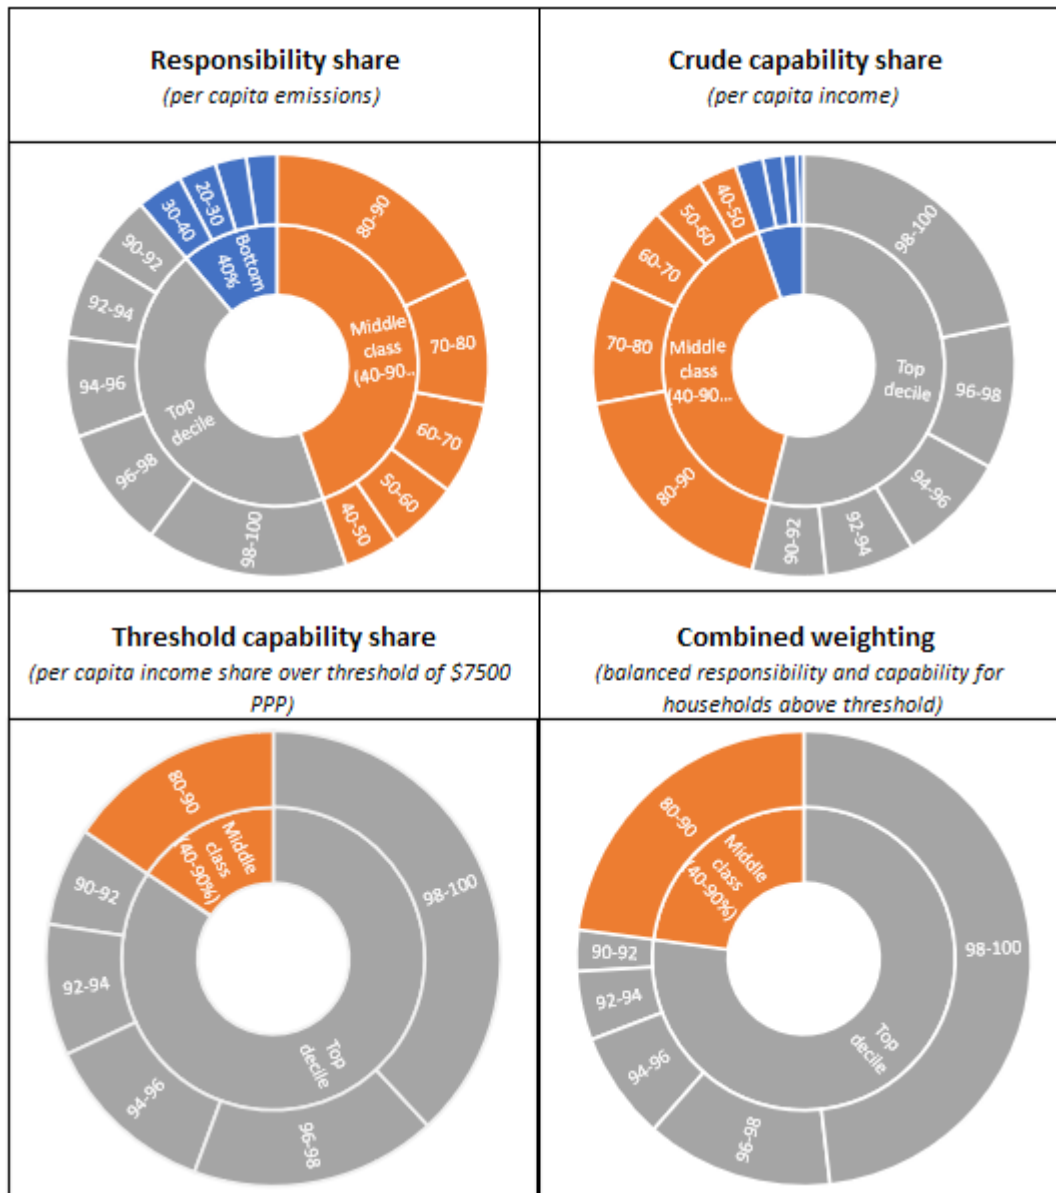 Responsibility share
(per capita emissions)
Crude capability share
(per capita income)
80-90
70-80
60-70
50-60
40-50
98-100
96-98
94-96
92-94
90-92
30-40
20-30
Middle
class
(40-90..
Top
decile
Bottom
40%
98-100
96-98
94-96
92-94
90-92
80-90
70-80
60-70
50-60
40-50
Top
decile
Middle
class
(40-90...
Threshold capability share
(per capita income share over threshold of $7500
PPP)
Combined weighting
(balanced responsibility and capability for
households above threshold)
98-100
96-98
94-96
92-94
90-92
80-90
Top
decile
Middle
class
(40-90%)
98-100
96-98
94-96
92-94
90-92
80-90
Top
decile
Middle
class
(40-90%)